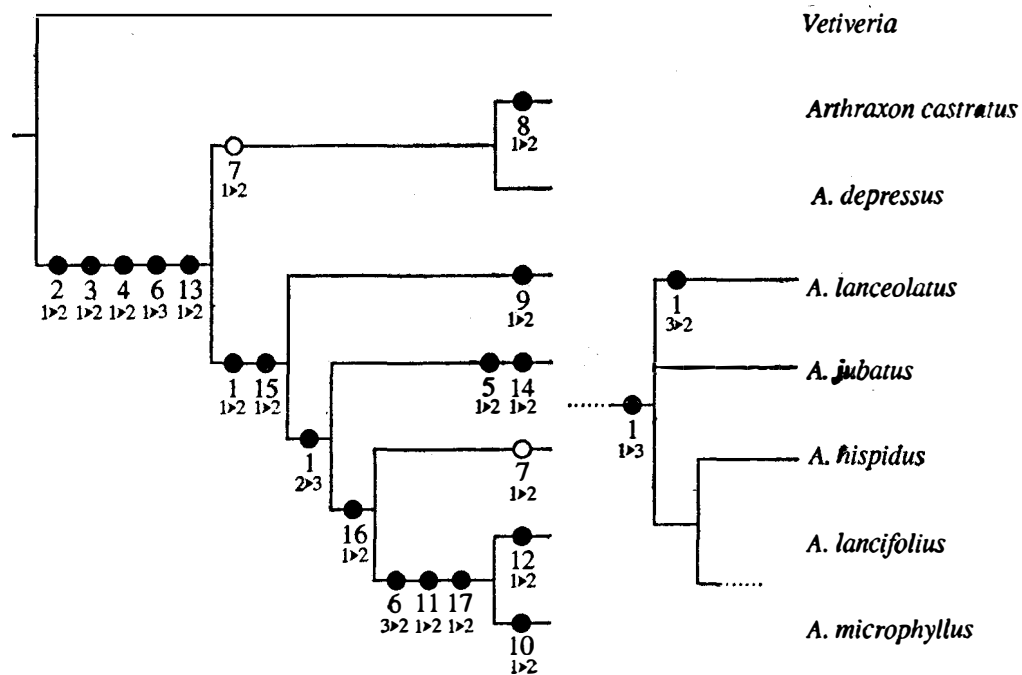 Vetiveria
Arthraxon castratus
8
1▸2
7
1▸2
A. depressus
2 3 4 6 13
1▸2 1▸2 1▸2 1▸3 1▸2
9
1▸2
1
3▸2
A. lanceolatus
1 15
1▸2 1▸2
5 14
1▸2 1▸2
A. jubatus
1
2▸3
7
1▸2
1
1▸3
A. hispidus
16
1▸2
12
1▸2
A. lancifolius
6 11 17
3▸2 1▸2 1▸2
10
1▸2
A. microphyllus